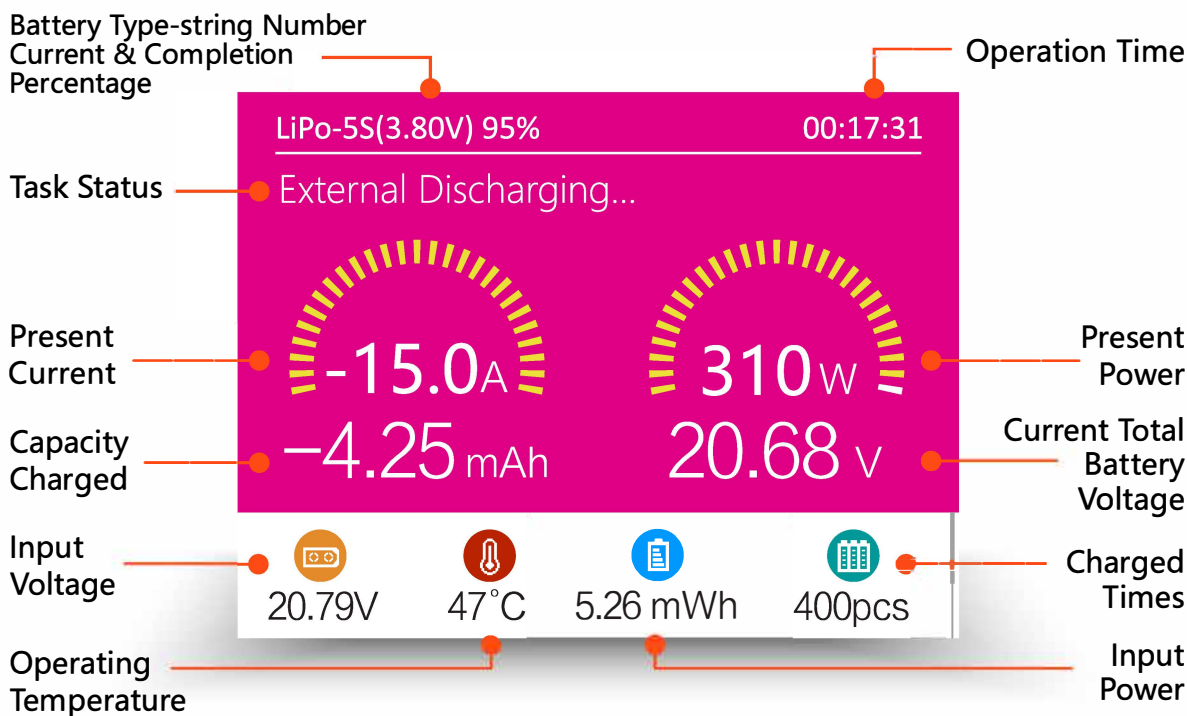 Battery Type-string Number
Current & Completion
Percentage
Operation Time
LiPo-5S(3.80V) 95%
00:17:31
Task Status
External Discharging...
Present
Current
-15.0A
310W
Present
Power
Capacity
Charged
−4.25 mAh
20.68 V
Current Total
Battery
Voltage
Input
Voltage
20.79V
47°C
5.26 mWh
400pcs
Charged
Times
Operating
Temperature
Input
Power